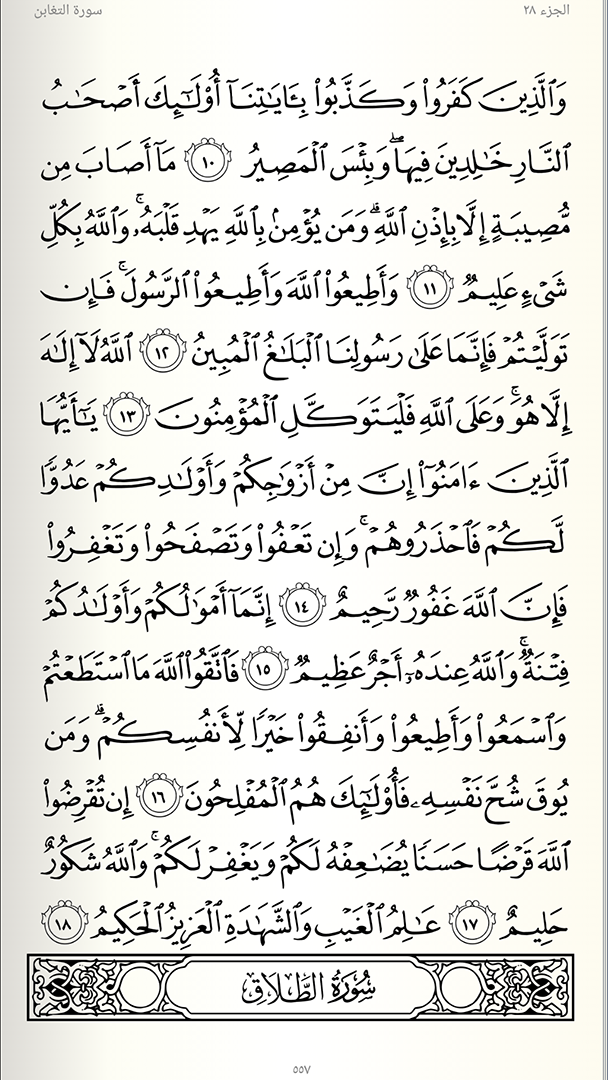 سورة التغابن الجزء ٢٨
وَٱلَّذِينَ كَفَرُوا۟ وَكَذَّبُوا۟ بِـَٔايَـٰتِنَآ أُو۟لَـٰٓئِكَ أَصْحَـٰبُ
ٱلنَّارِ خَـٰلِدِينَ فِيهَا ۖ وَبِئْسَ ٱلْمَصِيرُ ١٠ مَآ أَصَابَ مِن
مُّصِيبَةٍ إِلَّا بِإِذْنِ ٱللَّهِ ۗ وَمَن يُؤْمِنۢ بِٱللَّهِ يَهْدِ قَلْبَهُۥ ۚ وَٱللَّهُ بِكُلِّ
شَىْءٍ عَلِيمٌ ١١ وَأَطِيعُوا۟ ٱللَّهَ وَأَطِيعُوا۟ ٱلرَّسُولَ ۚ فَإِن
تَوَلَّيْتُمْ فَإِنَّمَا عَلَىٰ رَسُولِنَا ٱلْبَلَـٰغُ ٱلْمُبِينُ ١٢ ٱللَّهُ لَآ إِلَـٰهَ
إِلَّا هُوَ ۚ وَعَلَى ٱللَّهِ فَلْيَتَوَكَّلِ ٱلْمُؤْمِنُونَ ١٣ يَـٰٓأَيُّهَا
ٱلَّذِينَ ءَامَنُوٓا۟ إِنَّ مِنْ أَزْوَٰجِكُمْ وَأَوْلَـٰدِكُمْ عَدُوًّا
لَّكُمْ فَٱحْذَرُوهُمْ ۚ وَإِن تَعْفُوا۟ وَتَصْفَحُوا۟ وَتَغْفِرُوا۟
فَإِنَّ ٱللَّهَ غَفُورٌ رَّحِيمٌ ١٤ إِنَّمَآ أَمْوَٰلُكُمْ وَأَوْلَـٰدُكُمْ
فِتْنَةٌ ۚ وَٱللَّهُ عِندَهُۥٓ أَجْرٌ عَظِيمٌ ١٥ فَٱتَّقُوا۟ ٱللَّهَ مَا ٱسْتَطَعْتُمْ
وَٱسْمَعُوا۟ وَأَطِيعُوا۟ وَأَنفِقُوا۟ خَيْرًا لِّأَنفُسِكُمْ ۗ وَمَن
يُوقَ شُحَّ نَفْسِهِۦ فَأُو۟لَـٰٓئِكَ هُمُ ٱلْمُفْلِحُونَ ١٦ إِن تُقْرِضُوا۟
ٱللَّهَ قَرْضًا حَسَنًا يُضَـٰعِفْهُ لَكُمْ وَيَغْفِرْ لَكُمْ ۚ وَٱللَّهُ شَكُورٌ
حَلِيمٌ ١٧ عَـٰلِمُ ٱلْغَيْبِ وَٱلشَّهَـٰدَةِ ٱلْعَزِيزُ ٱلْحَكِيمُ ١٨
سُورَةُ الطَّلَاقِ
٥٥٧